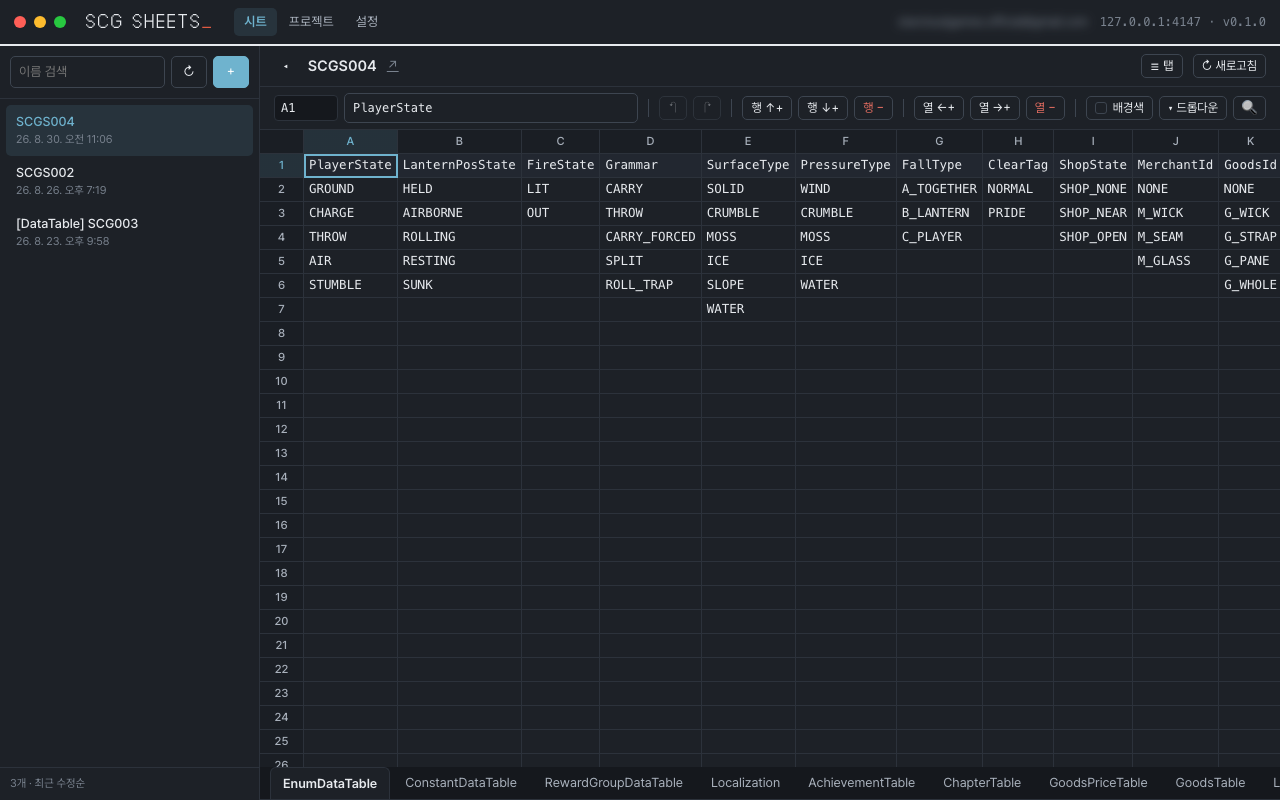 SCG SHEETS_ 시트 프로젝트 설정 127.0.0.1:4147 · v0.1.0
이름 검색 ↻ +
SCGS004
26. 8. 30. 오전 11:06
SCGS002
26. 8. 26. 오후 7:19
[DataTable] SCG003
26. 8. 23. 오후 9:58
3개 · 최근 수정순
◂ SCGS004 ↗ ≡ 탭 ↻ 새로고침
A1 PlayerState 행 ↑+ 행 ↓+ 행 − 열 ←+ 열 →+ 열 − 배경색 ▾ 드롭다운
A B C D E F G H I J K
1 PlayerState LanternPosState FireState Grammar SurfaceType PressureType FallType ClearTag ShopState MerchantId GoodsId
2 GROUND HELD LIT CARRY SOLID WIND A_TOGETHER NORMAL SHOP_NONE NONE NONE
3 CHARGE AIRBORNE OUT THROW CRUMBLE CRUMBLE B_LANTERN PRIDE SHOP_NEAR M_WICK G_WICK
4 THROW ROLLING CARRY_FORCED MOSS MOSS C_PLAYER SHOP_OPEN M_SEAM G_STRAP
5 AIR RESTING SPLIT ICE ICE M_GLASS G_PANE
6 STUMBLE SUNK ROLL_TRAP SLOPE WATER G_WHOLE
7 WATER
8
9
10
11
12
13
14
15
16
17
18
19
20
21
22
23
24
25
26
EnumDataTable ConstantDataTable RewardGroupDataTable Localization AchievementTable ChapterTable GoodsPriceTable GoodsTable